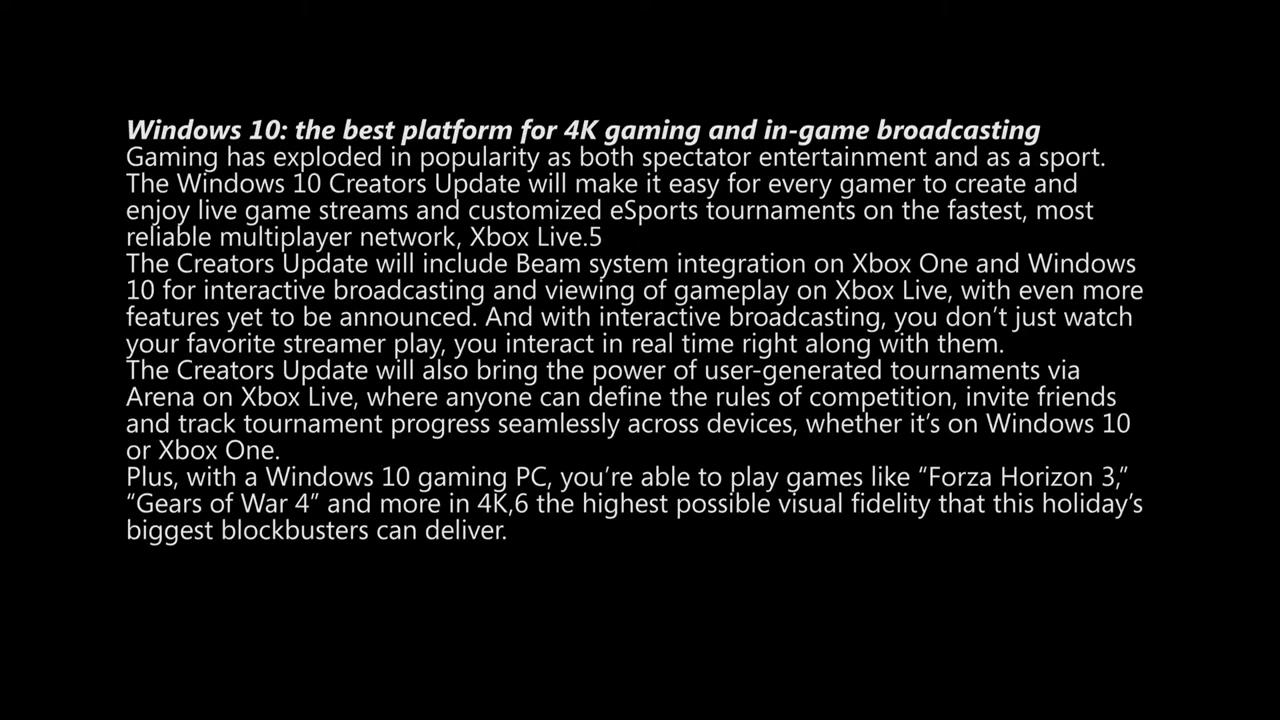 Windows 10: the best platform for 4K gaming and in-game broadcasting
Gaming has exploded in popularity as both spectator entertainment and as a sport.
The Windows 10 Creators Update will make it easy for every gamer to create and
enjoy live game streams and customized eSports tournaments on the fastest, most
reliable multiplayer network, Xbox Live.5
The Creators Update will include Beam system integration on Xbox One and Windows
10 for interactive broadcasting and viewing of gameplay on Xbox Live, with even more
features yet to be announced. And with interactive broadcasting, you don’t just watch
your favorite streamer play, you interact in real time right along with them.
The Creators Update will also bring the power of user-generated tournaments via
Arena on Xbox Live, where anyone can define the rules of competition, invite friends
and track tournament progress seamlessly across devices, whether it’s on Windows 10
or Xbox One.
Plus, with a Windows 10 gaming PC, you’re able to play games like “Forza Horizon 3,”
“Gears of War 4” and more in 4K,6 the highest possible visual fidelity that this holiday’s
biggest blockbusters can deliver.